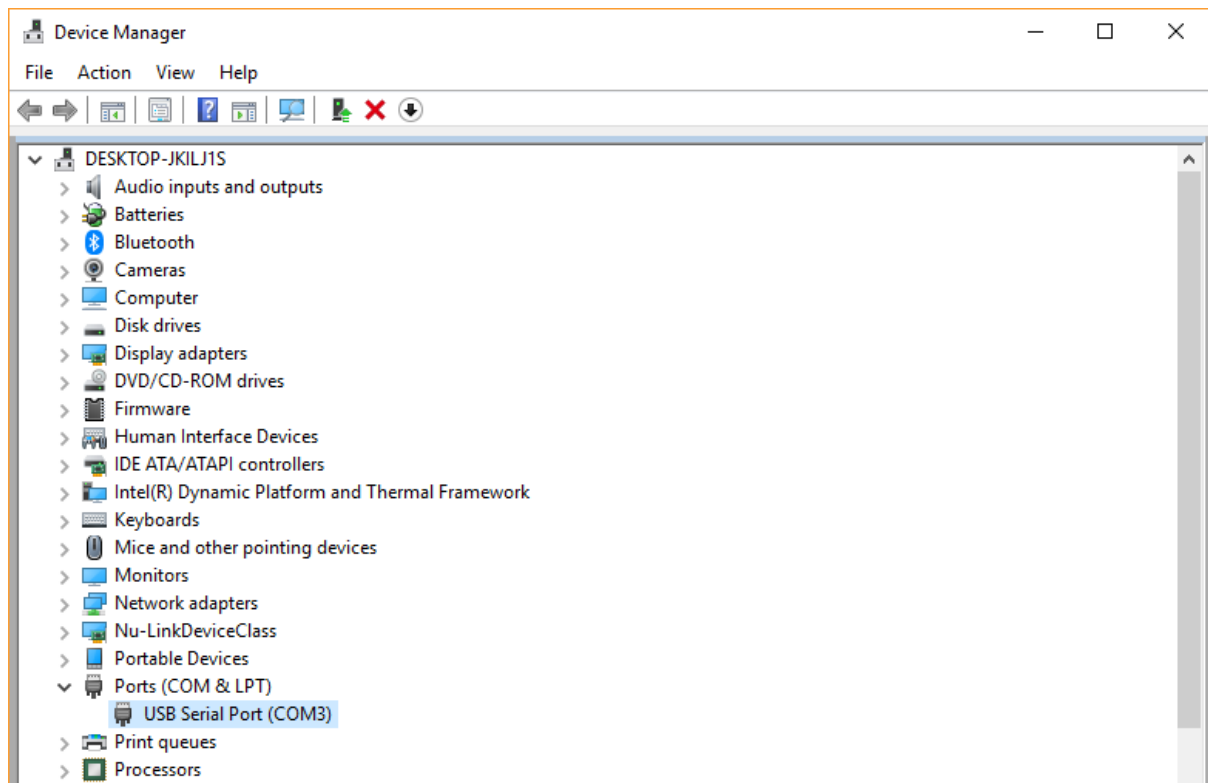 Device Manager
File Action View Help
DESKTOP-JKILJ1S
Audio inputs and outputs
Batteries
Bluetooth
Cameras
Computer
Disk drives
Display adapters
DVD/CD-ROM drives
Firmware
Human Interface Devices
IDE ATA/ATAPI controllers
Intel(R) Dynamic Platform and Thermal Framework
Keyboards
Mice and other pointing devices
Monitors
Network adapters
Nu-LinkDeviceClass
Portable Devices
Ports (COM & LPT)
USB Serial Port (COM3)
Print queues
Processors